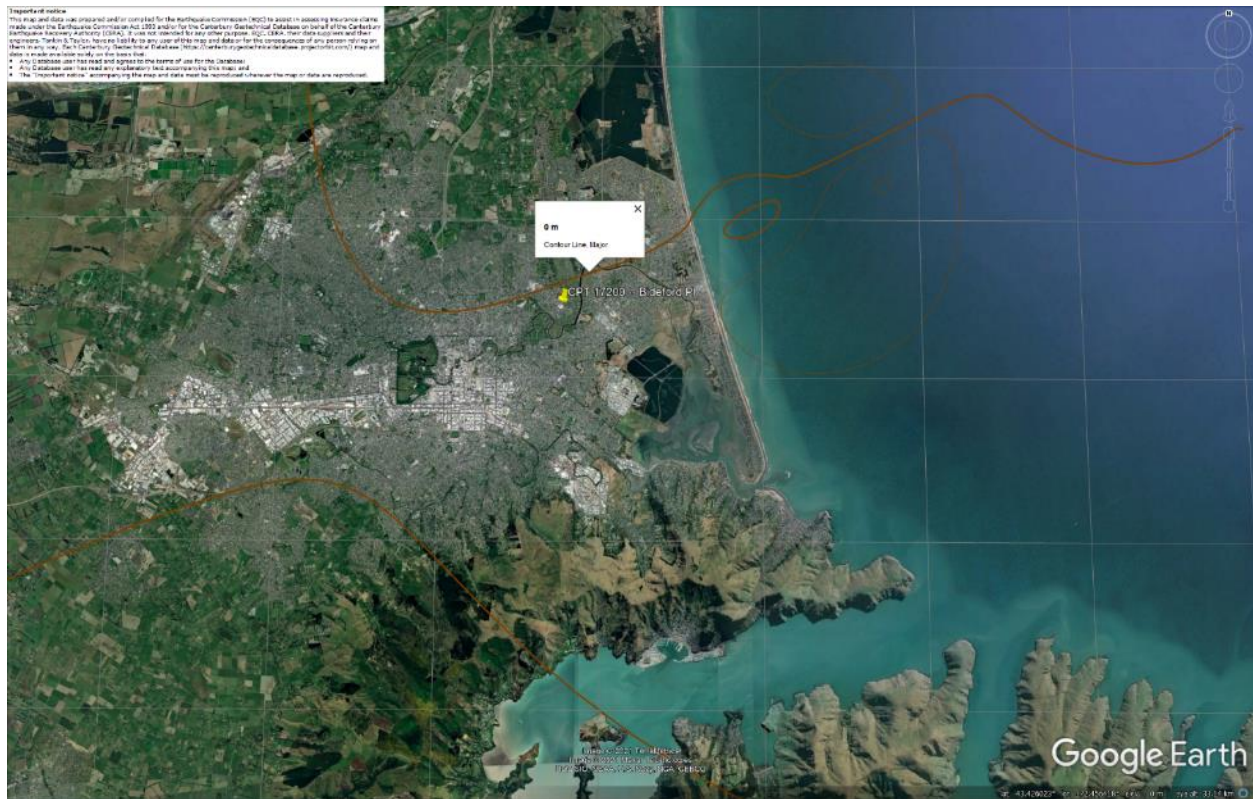 Important notice
This map and data was prepared and/or compiled for the Earthquake Commission (EQC) to assist in assessing insurance claims
made under the Earthquake Commission Act 1993 and/or for the Canterbury Geotechnical Database on behalf of the Canterbury
Earthquake Recovery Authority (CERA). It was not intended for any other purpose. EQC, CERA, their data suppliers and their
engineers, Tonkin & Taylor, have no liability to any user of this map and data or for the consequences of any person relying on
them in any way. Each Canterbury Geotechnical Database (https://canterburygeotechnicaldatabase.projectorbit.com/) map and
data is made available solely on the basis that:
• Any Database user has read and agrees to the terms of use for the Database;
• Any Database user has read any explanatory text accompanying this map; and
• The "Important notice" accompanying the map and data must be reproduced wherever the map or data are reproduced.
N
0 m
Contour Line, Major
CPT 17209 - Bideford Pl
Google Earth